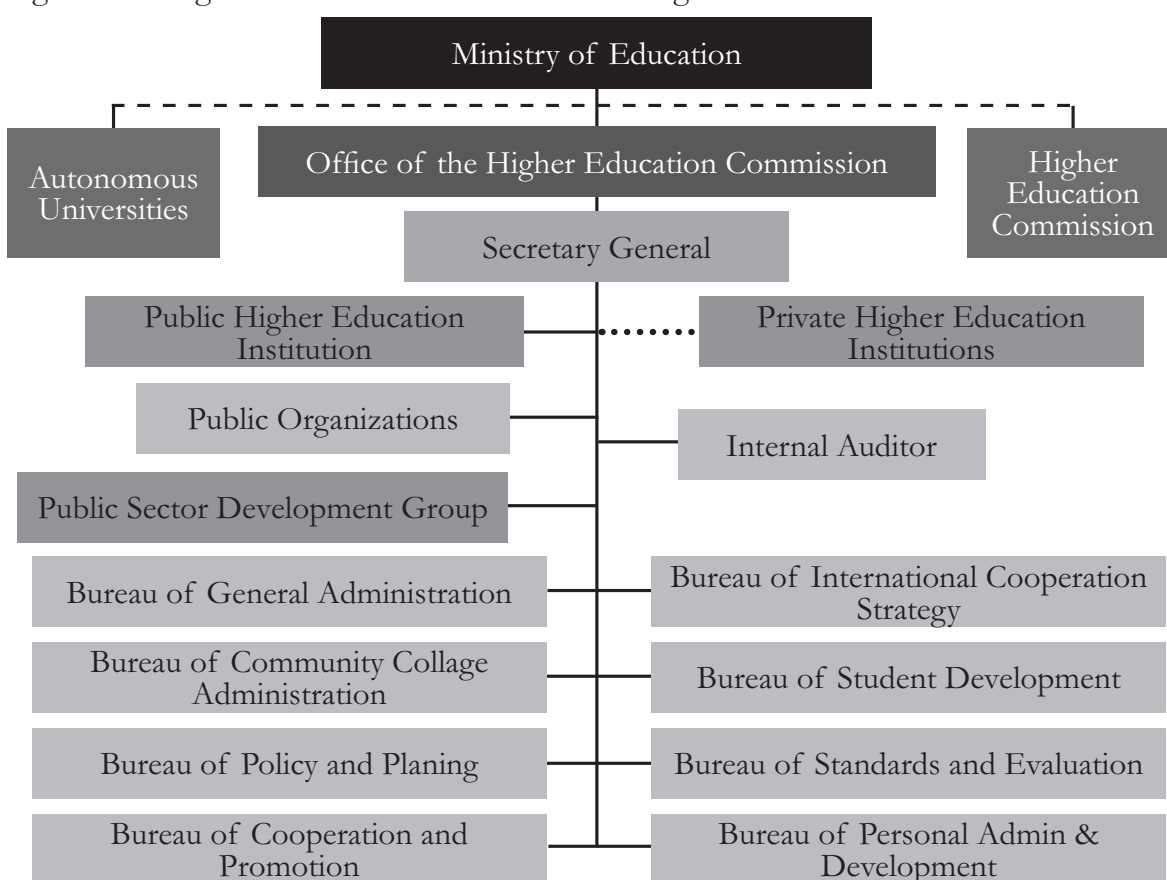 Ministry of Education
Autonomous
Universities
Office of the Higher Education Commission
Higher
Education
Commission
Secretary General
Public Higher Education
Institution
Private Higher Education
Institutions
Public Organizations
Internal Auditor
Public Sector Development Group
Bureau of General Administration
Bureau of International Cooperation
Strategy
Bureau of Community Collage
Administration
Bureau of Student Development
Bureau of Policy and Planing
Bureau of Standards and Evaluation
Bureau of Cooperation and
Promotion
Bureau of Personal Admin &
Development